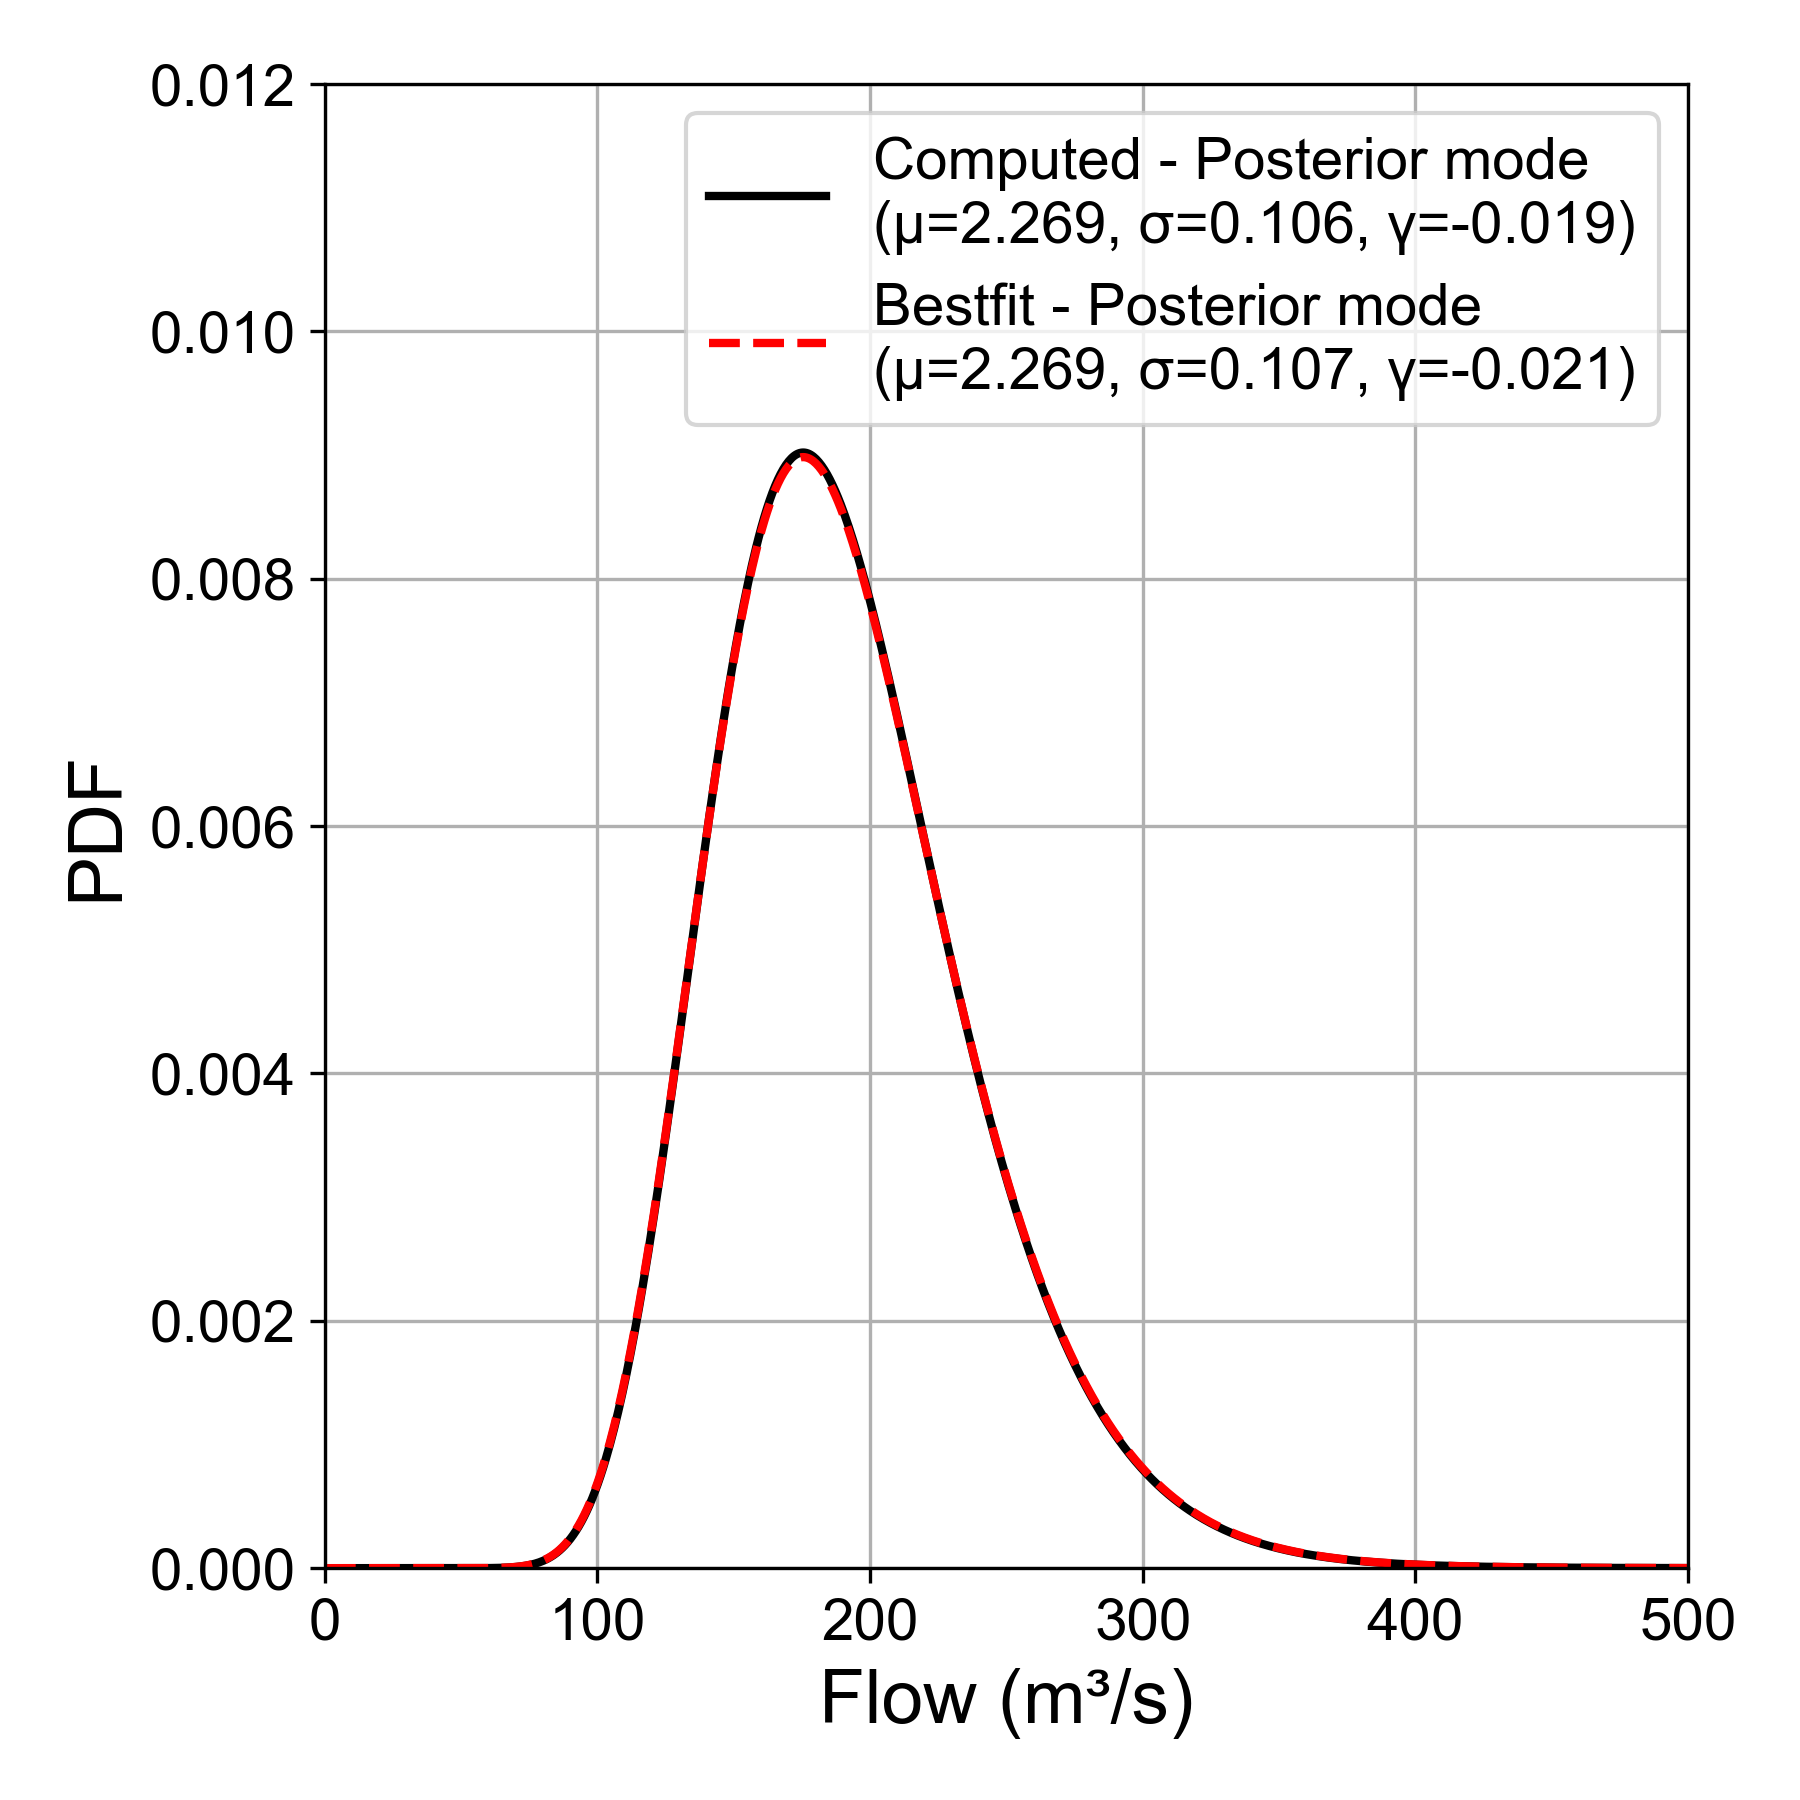 0.012
0.010
0.008
0.006
0.004
0.002
0.000
PDF
Computed - Posterior mode
(μ=2.269, σ=0.106, γ=-0.019)
Bestfit - Posterior mode
(μ=2.269, σ=0.107, γ=-0.021)
0 100 200 300 400 500
Flow (m³/s)